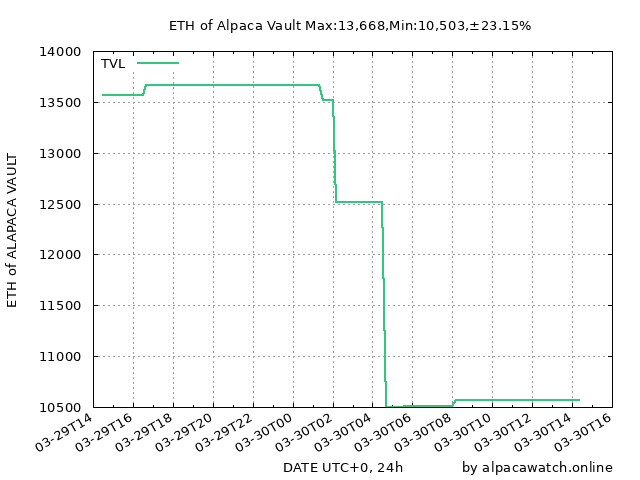 ETH of Alpaca Vault Max:13,668,Min:10,503,±23.15%
TVL
ETH of ALAPACA VAULT
14000
13500
13000
12500
12000
11500
11000
10500
03-29T14
03-29T16
03-29T18
03-29T20
03-29T22
03-30T00
03-30T02
03-30T04
03-30T06
03-30T08
03-30T10
03-30T12
03-30T14
03-30T16
DATE UTC+0, 24h
by alpacawatch.online